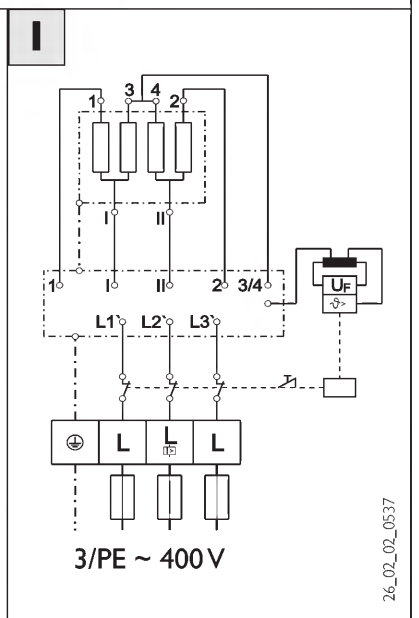 I
1 3 4 2
I II
1 I II 2 3/4
UF
ϑ>
L1` L2` L3`
L L L
3/PE ~ 400 V
26_02_02_0537